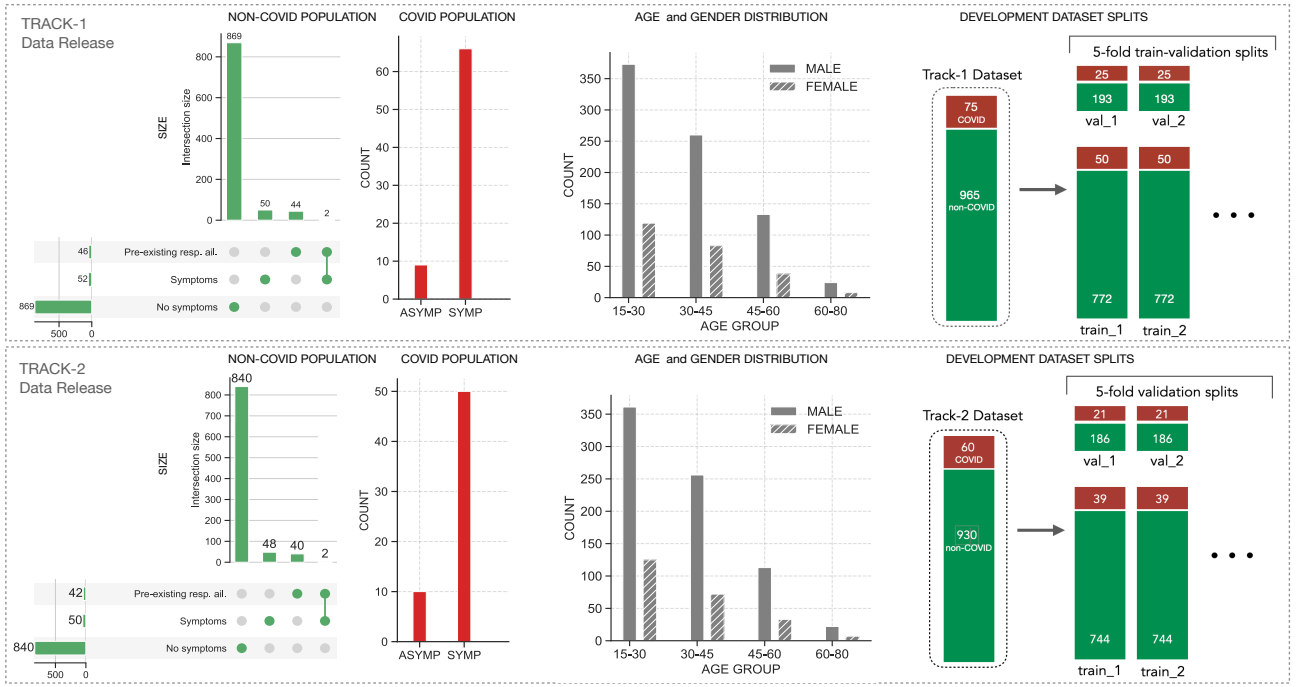 TRACK-1
Data Release
NON-COVID POPULATION
869
800
600
400
200
0
SIZE
Intersection size
50
44
2
46
52
869
500
0
Pre-existing resp. ail.
Symptoms
No symptoms
COVID POPULATION
60
50
40
30
20
10
0
COUNT
ASYMP
SYMP
AGE and GENDER DISTRIBUTION
350
300
250
200
150
100
50
0
COUNT
MALE
FEMALE
15-30
30-45
45-60
60-80
AGE GROUP
DEVELOPMENT DATASET SPLITS
5-fold train-validation splits
Track-1 Dataset
75
COVID
965
non-COVID
25
25
193
193
val_1
val_2
50
50
772
772
train_1
train_2
TRACK-2
Data Release
NON-COVID POPULATION
840
800
700
600
500
400
300
200
100
0
SIZE
Intersection size
48
40
2
42
50
840
500
0
Pre-existing resp. ail.
Symptoms
No symptoms
COVID POPULATION
50
40
30
20
10
0
COUNT
ASYMP
SYMP
AGE and GENDER DISTRIBUTION
350
300
250
200
150
100
50
0
COUNT
MALE
FEMALE
15-30
30-45
45-60
60-80
AGE GROUP
DEVELOPMENT DATASET SPLITS
5-fold validation splits
Track-2 Dataset
60
COVID
930
non-COVID
21
21
186
186
val_1
val_2
39
39
744
744
train_1
train_2